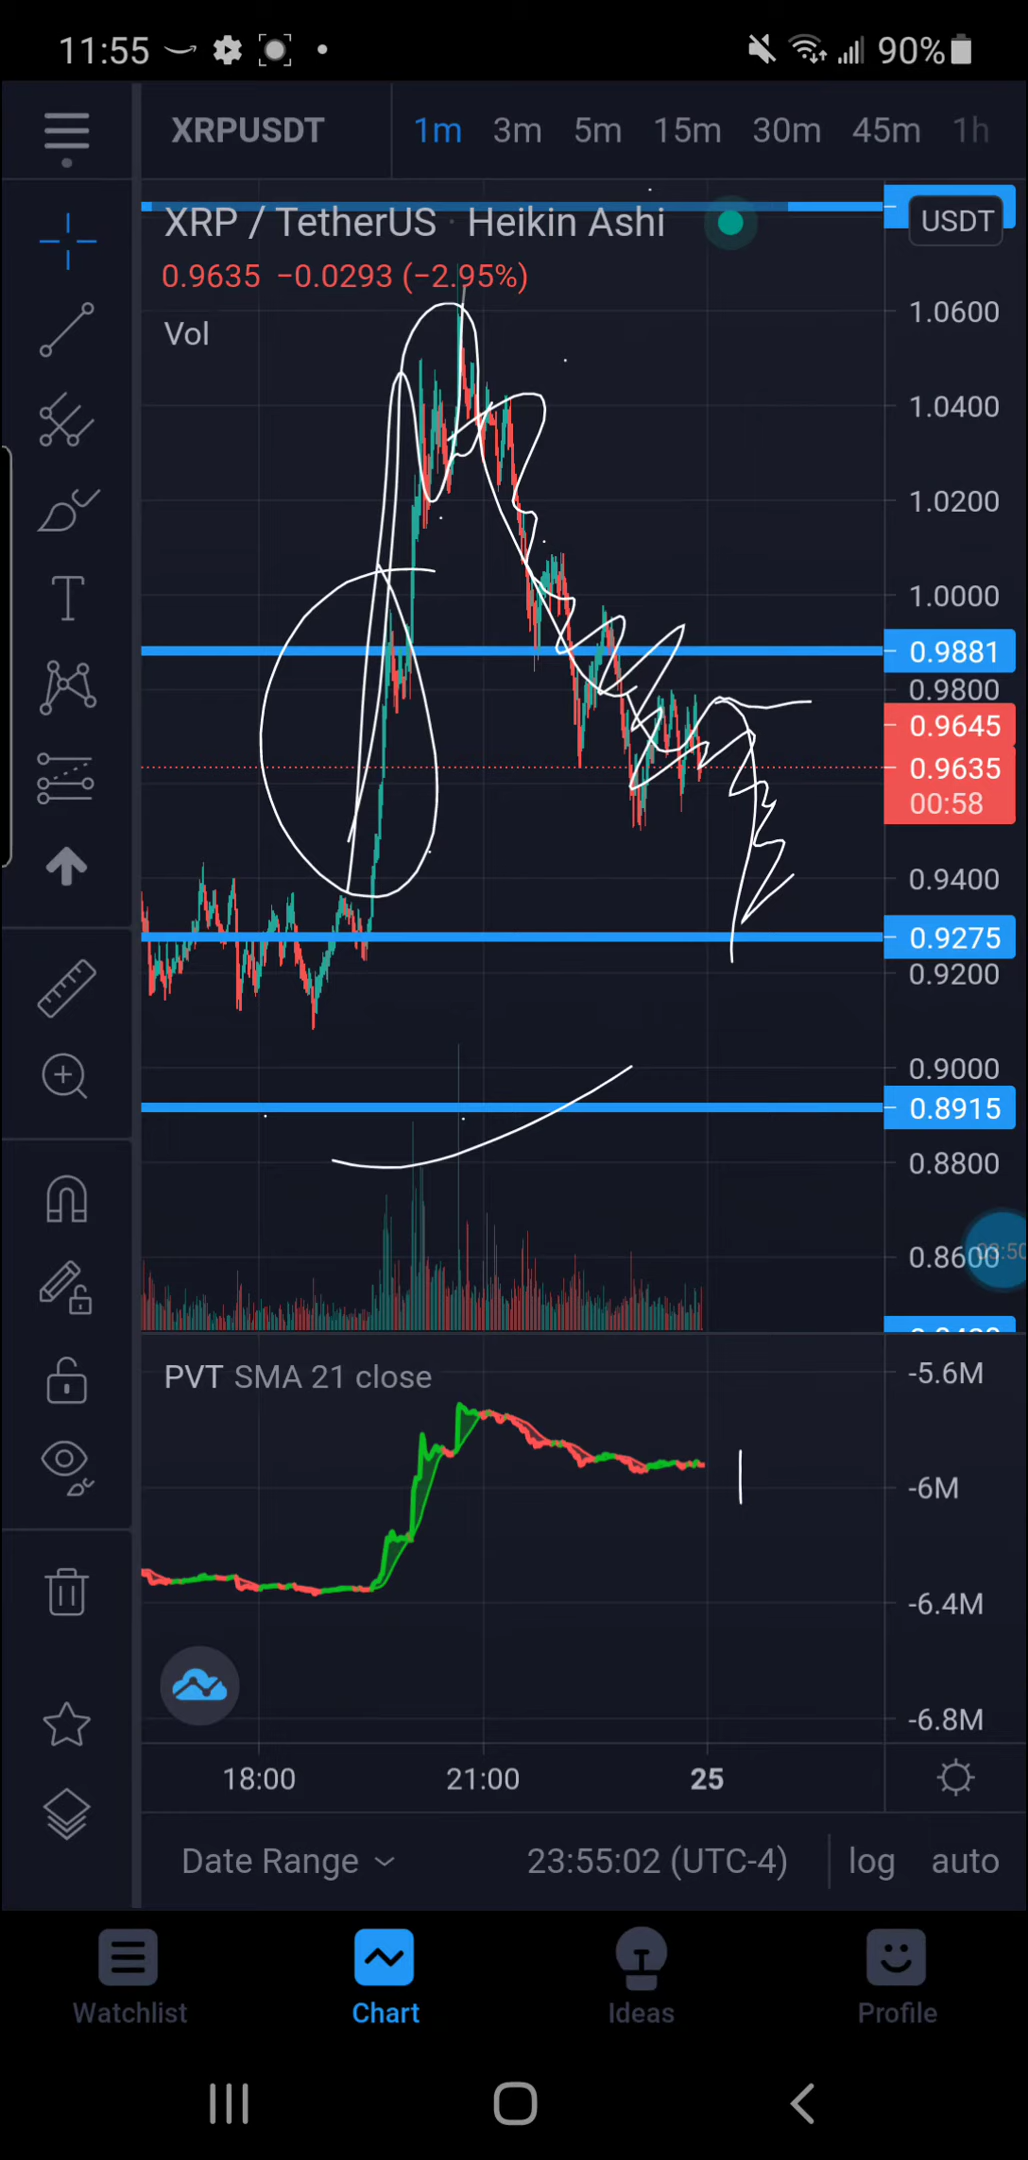 11:55 90%
XRPUSDT 1m 3m 5m 15m 30m 45m 1h
XRP / TetherUS · Heikin Ashi USDT
0.9635 −0.0293 (−2.95%)
1.0600
Vol
1.0400
1.0200
1.0000
0.9881
0.9800
0.9645
0.9635
00:58
0.9400
0.9275
0.9200
0.9000
0.8915
0.8800
0.8600
PVT SMA 21 close
-5.6M
-6M
-6.4M
-6.8M
18:00 21:00 25
Date Range 23:55:02 (UTC-4) log auto
Watchlist Chart Ideas Profile